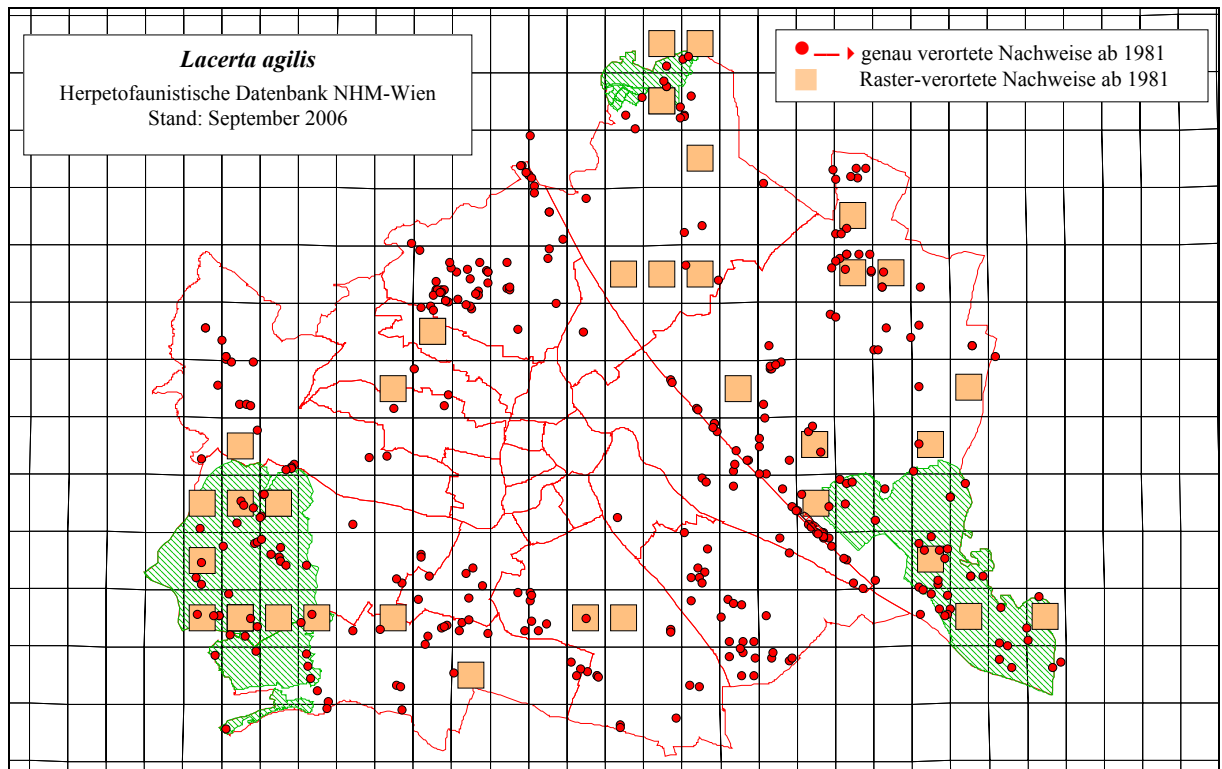 Lacerta agilis
Herpetofaunistische Datenbank NHM-Wien
Stand: September 2006
genau verortete Nachweise ab 1981
Raster-verortete Nachweise ab 1981